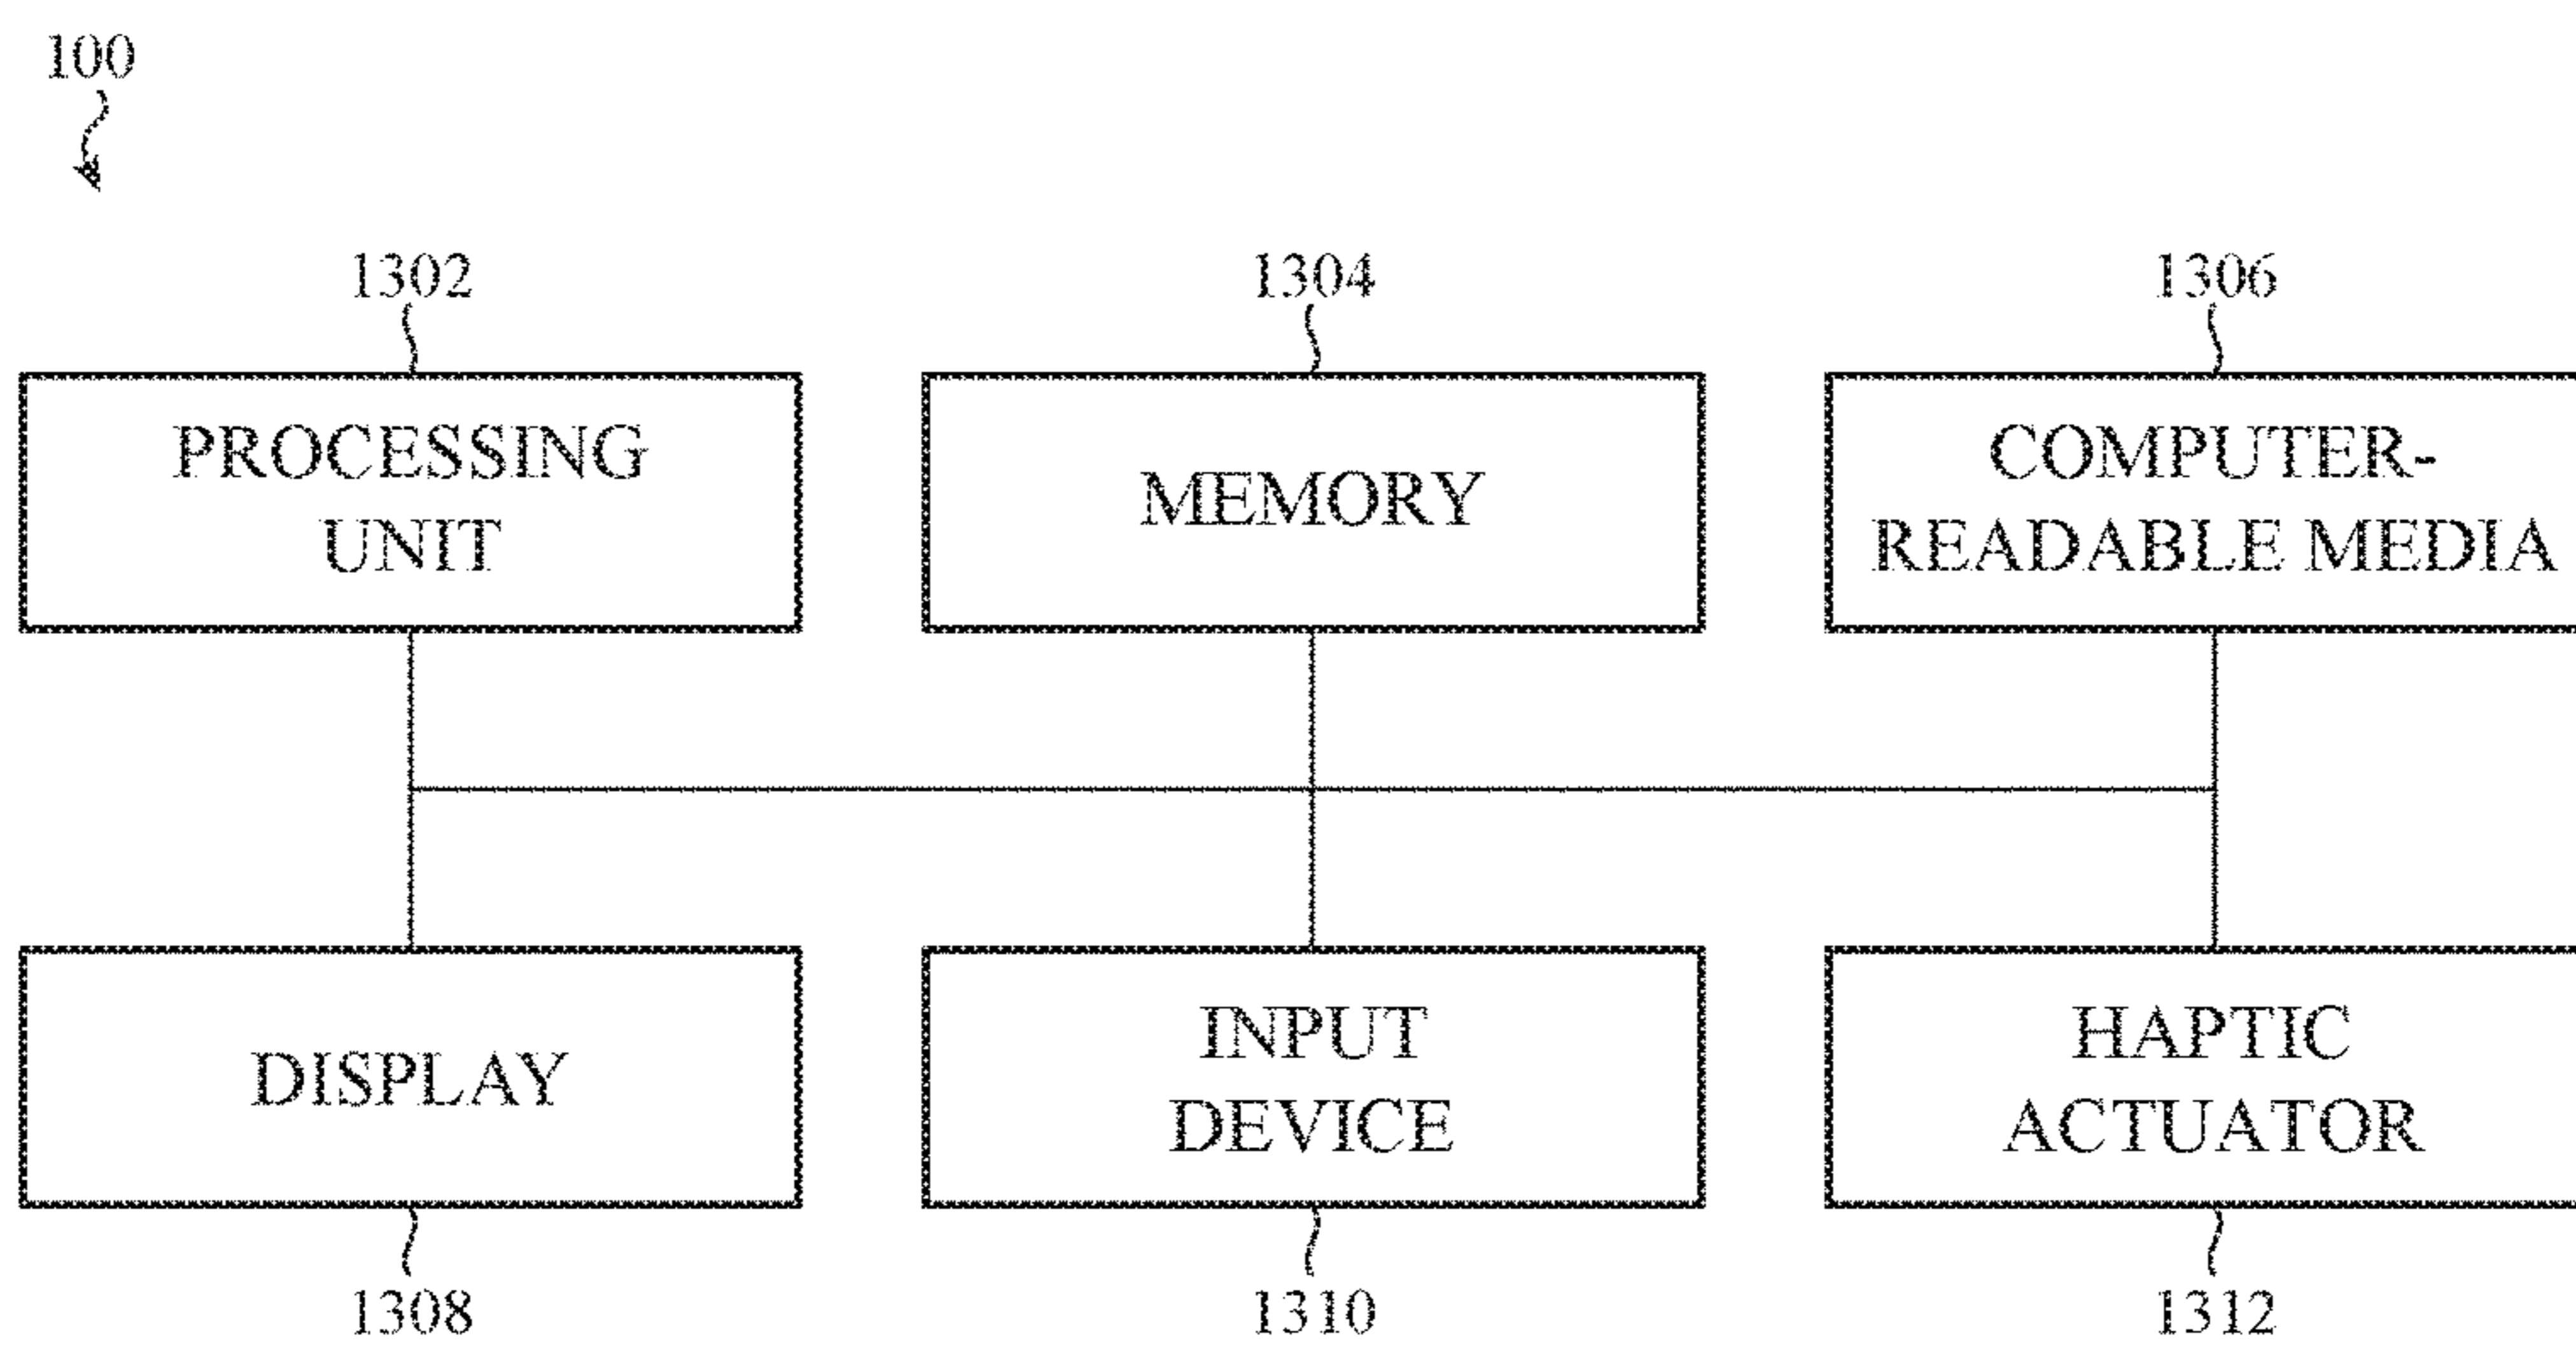 100
1302
1304
1306
PROCESSING
UNIT
MEMORY
COMPUTER-
READABLE MEDIA
DISPLAY
INPUT
DEVICE
HAPTIC
ACTUATOR
1308
1310
1312